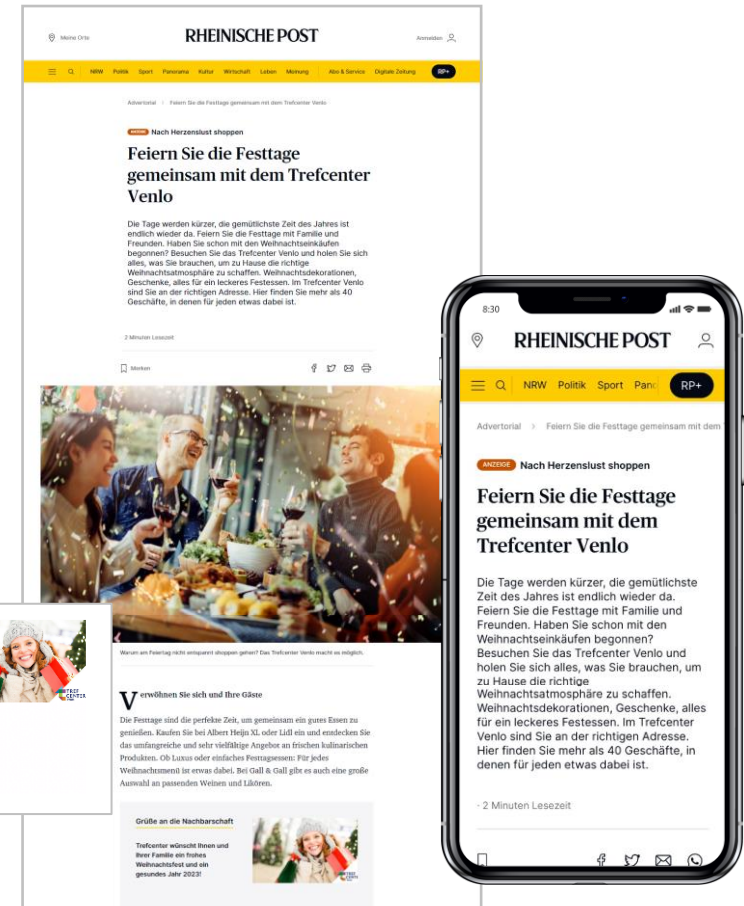 Meine Orte
RHEINISCHE POST
Anmelden
NRW Politik Sport Panorama Kultur Wirtschaft Leben Meinung Abo & Service Digitale Zeitung RP+
Advertorial > Feiern Sie die Festtage gemeinsam mit dem Trefcenter Venlo
ANZEIGE Nach Herzenslust shoppen
Feiern Sie die Festtage
gemeinsam mit dem Trefcenter
Venlo
Die Tage werden kürzer, die gemütlichste Zeit des Jahres ist
endlich wieder da. Feiern Sie die Festtage mit Familie und
Freunden. Haben Sie schon mit den Weihnachtseinkäufen
begonnen? Besuchen Sie das Trefcenter Venlo und holen Sie sich
alles, was Sie brauchen, um zu Hause die richtige
Weihnachtsatmosphäre zu schaffen. Weihnachtsdekorationen,
Geschenke, alles für ein leckeres Festessen. Im Trefcenter Venlo
sind Sie an der richtigen Adresse. Hier finden Sie mehr als 40
Geschäfte, in denen für jeden etwas dabei ist.
2 Minuten Lesezeit
Merken
Warum am Feiertag nicht entspannt shoppen gehen? Das Trefcenter Venlo macht es möglich.
Verwöhnen Sie sich und Ihre Gäste
Die Festtage sind die perfekte Zeit, um gemeinsam ein gutes Essen zu
genießen. Kaufen Sie bei Albert Heijn XL oder Lidl ein und entdecken Sie
das umfangreiche und sehr vielfältige Angebot an frischen kulinarischen
Produkten. Ob Luxus oder einfaches Festtagsessen: Für jedes
Weihnachtsmenü ist etwas dabei. Bei Gall & Gall gibt es auch eine große
Auswahl an passenden Weinen und Likören.
Grüße an die Nachbarschaft
Trefcenter wünscht Ihnen und
Ihrer Familie ein frohes
Weihnachtsfest und ein
gesundes Jahr 2023!
TREF
CENTER
TREF
CENTER
8:30
RHEINISCHE POST
NRW Politik Sport Pano RP+
Advertorial > Feiern Sie die Festtage gemeinsam mit dem
ANZEIGE Nach Herzenslust shoppen
Feiern Sie die Festtage
gemeinsam mit dem
Trefcenter Venlo
Die Tage werden kürzer, die gemütlichste
Zeit des Jahres ist endlich wieder da.
Feiern Sie die Festtage mit Familie und
Freunden. Haben Sie schon mit den
Weihnachtseinkäufen begonnen?
Besuchen Sie das Trefcenter Venlo und
holen Sie sich alles, was Sie brauchen, um
zu Hause die richtige
Weihnachtsatmosphäre zu schaffen.
Weihnachtsdekorationen, Geschenke, alles
für ein leckeres Festessen. Im Trefcenter
Venlo sind Sie an der richtigen Adresse.
Hier finden Sie mehr als 40 Geschäfte, in
denen für jeden etwas dabei ist.
- 2 Minuten Lesezeit